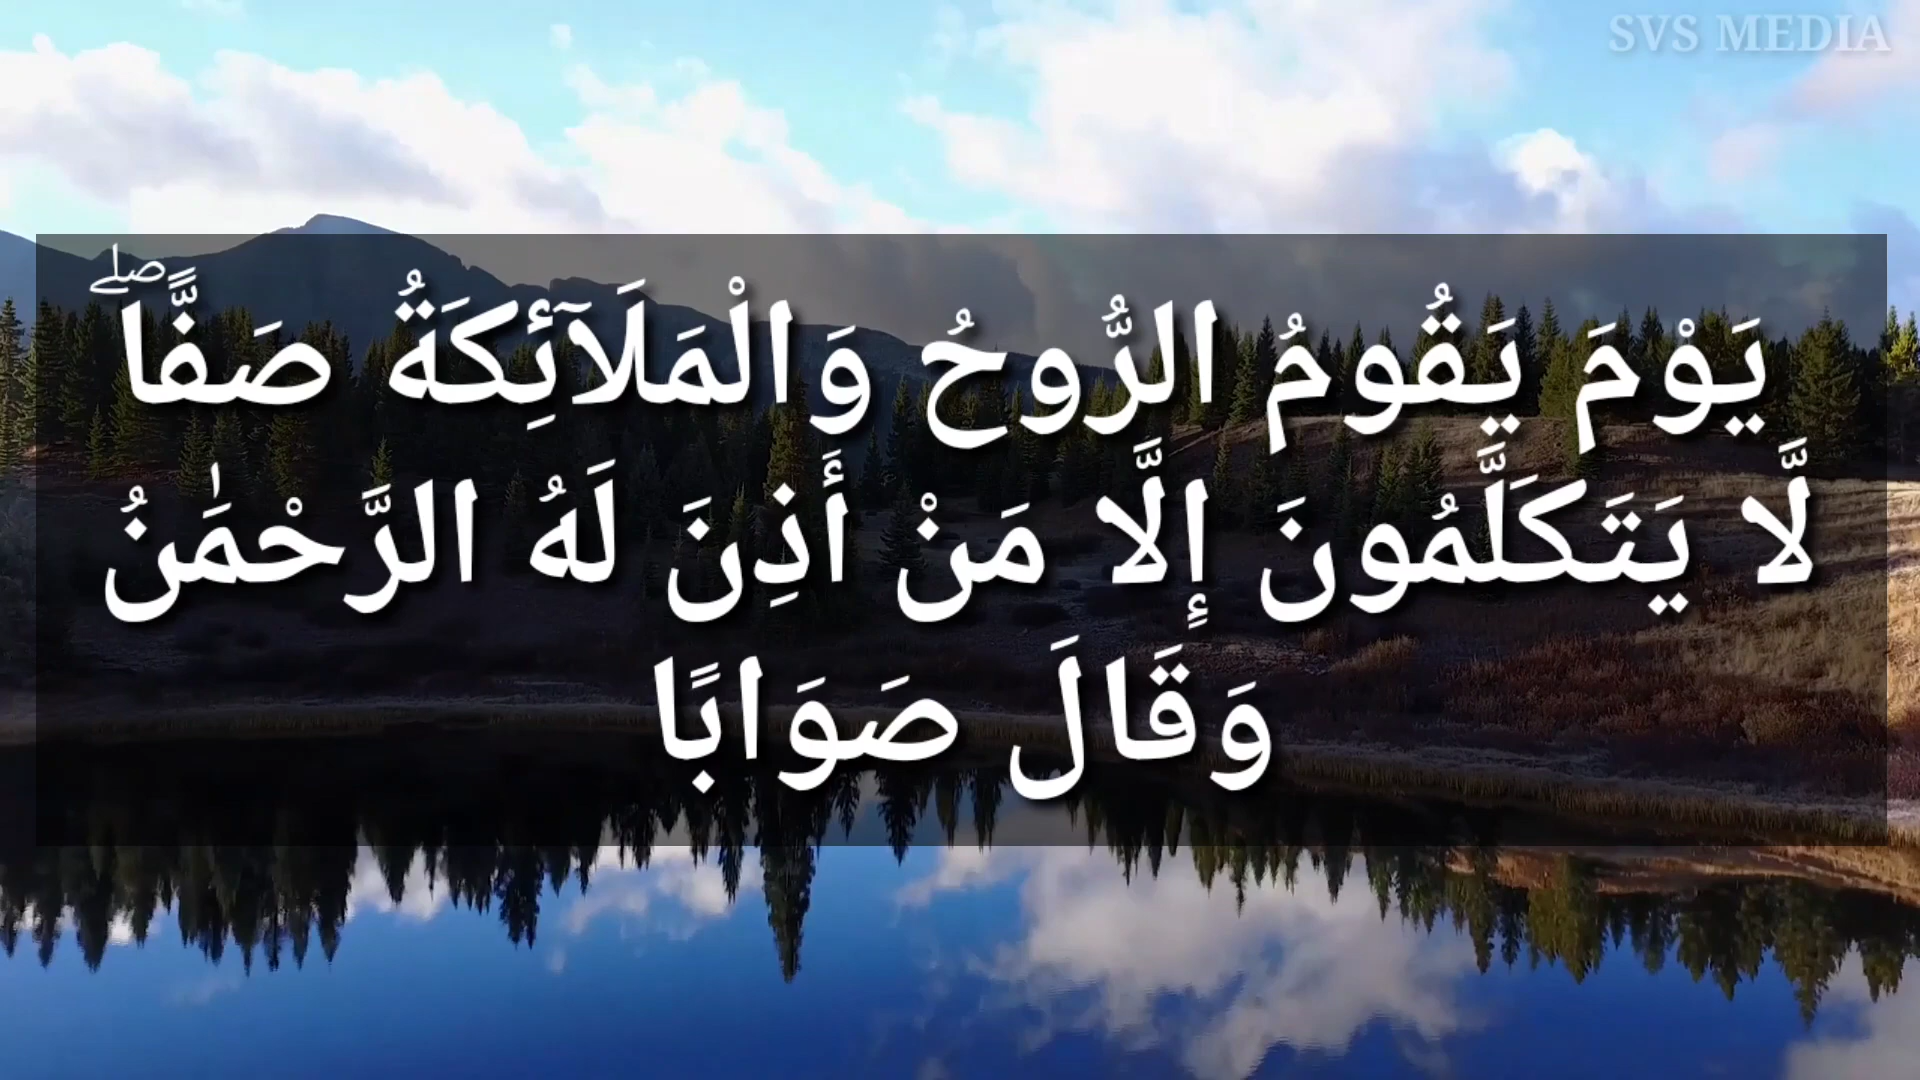 SVS MEDIA
يَوْمَ يَقُومُ الرُّوحُ وَالْمَلَآئِكَةُ صَفًّاۖ
لَّا يَتَكَلَّمُونَ إِلَّا مَنْ أَذِنَ لَهُ الرَّحْمَٰنُ
وَقَالَ صَوَابًا